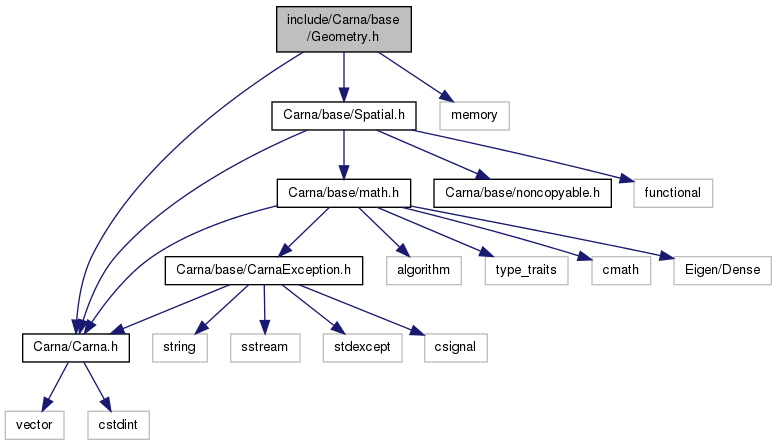 include/Carna/base
/Geometry.h
Carna/base/Spatial.h
memory
Carna/base/math.h
Carna/base/noncopyable.h
functional
Carna/base/CarnaException.h
algorithm
type_traits
cmath
Eigen/Dense
Carna/Carna.h
string
sstream
stdexcept
csignal
vector
cstdint